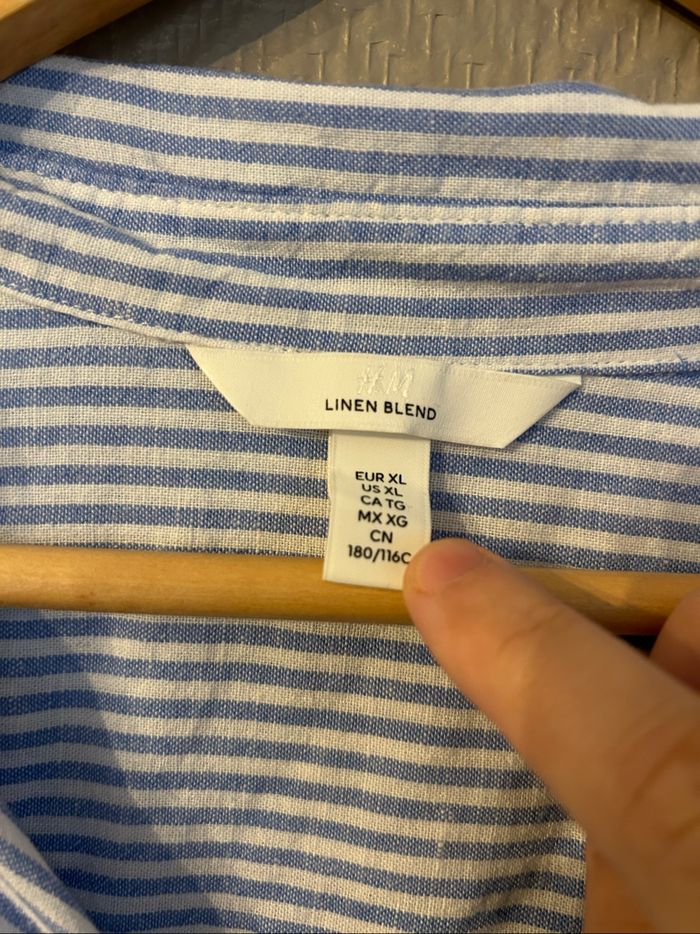 H&M
LINEN BLEND
EUR XL
US XL
CA TG
MX XG
CN
180/116C